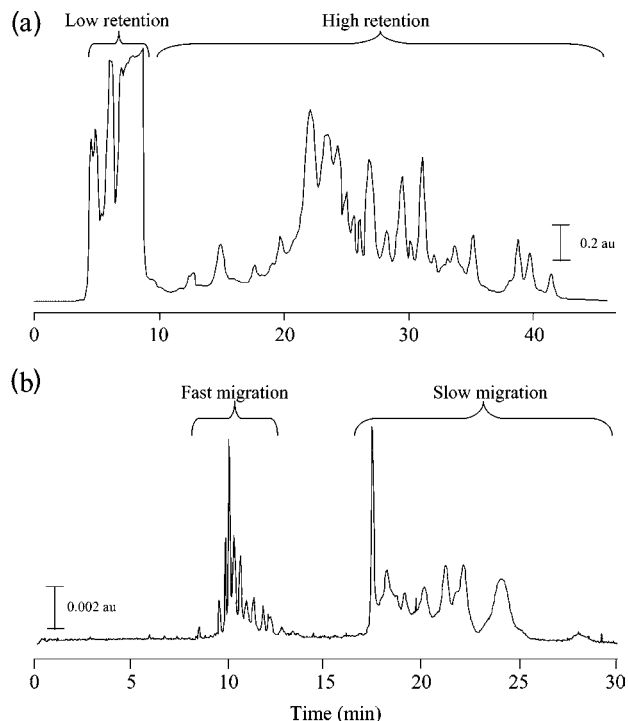 (a)
Low retention
High retention
0.2 au
0 10 20 30 40
(b)
Fast migration
Slow migration
0.002 au
0 5 10 15 20 25 30
Time (min)